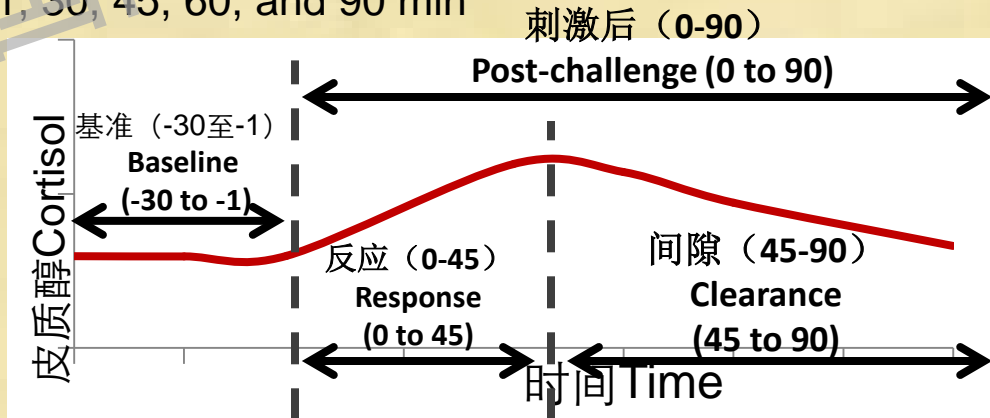 1, 30, 45, 60, and 90 min
刺激后（0-90）
Post-challenge (0 to 90)
基准（-30至-1）
Baseline
(-30 to -1)
皮质醇Cortisol
反应（0-45）
Response
(0 to 45)
间隙（45-90）
Clearance
(45 to 90)
时间Time